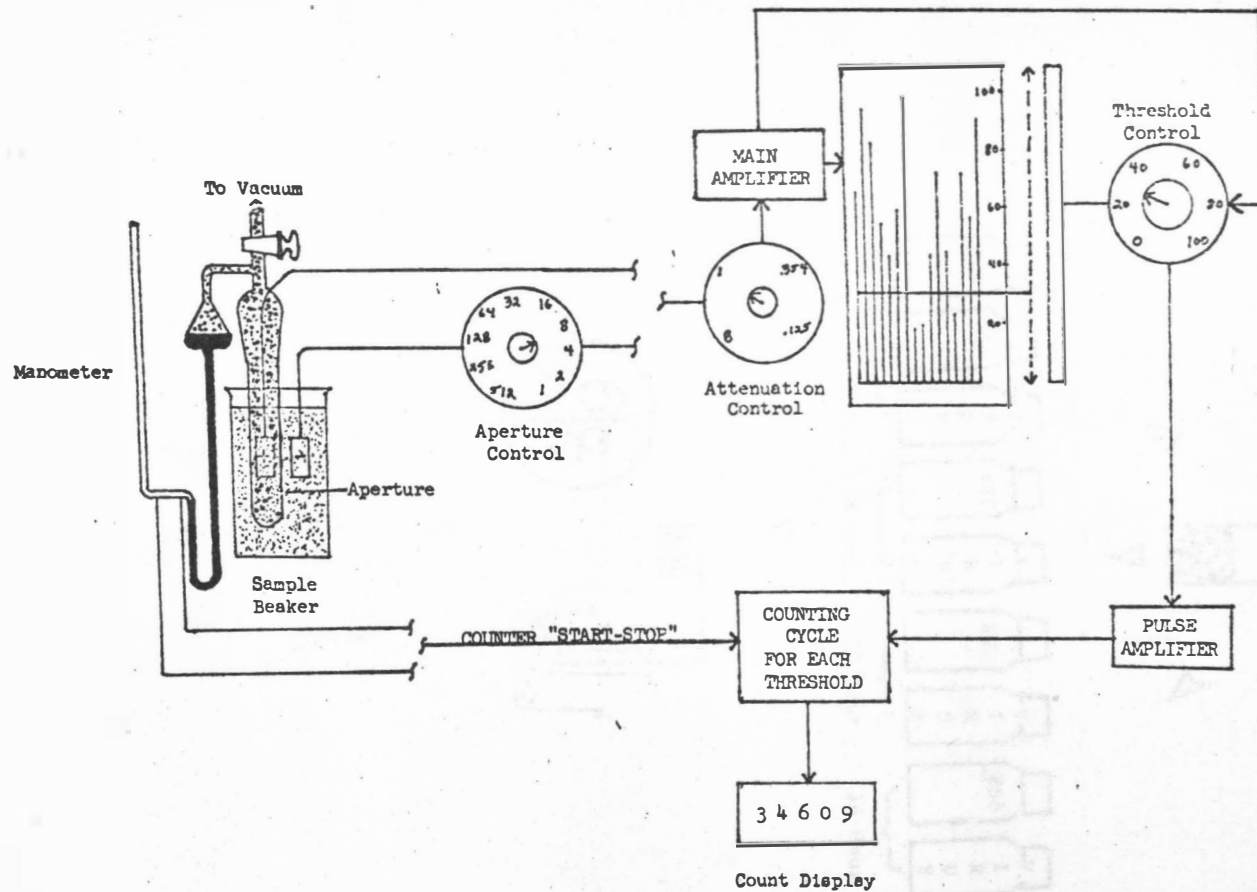 To Vacuum
Manometer
Aperture
Sample
Beaker
32
16
64
8
128
4
256
2
512
1
Aperture
Control
MAIN
AMPLIFIER
1
.354
8
.125
Attenuation
Control
100
80
60
40
20
Threshold
Control
40
60
20
80
0
100
COUNTER "START-STOP"
COUNTING
CYCLE
FOR EACH
THRESHOLD
PULSE
AMPLIFIER
3 4 6 0 9
Count Display